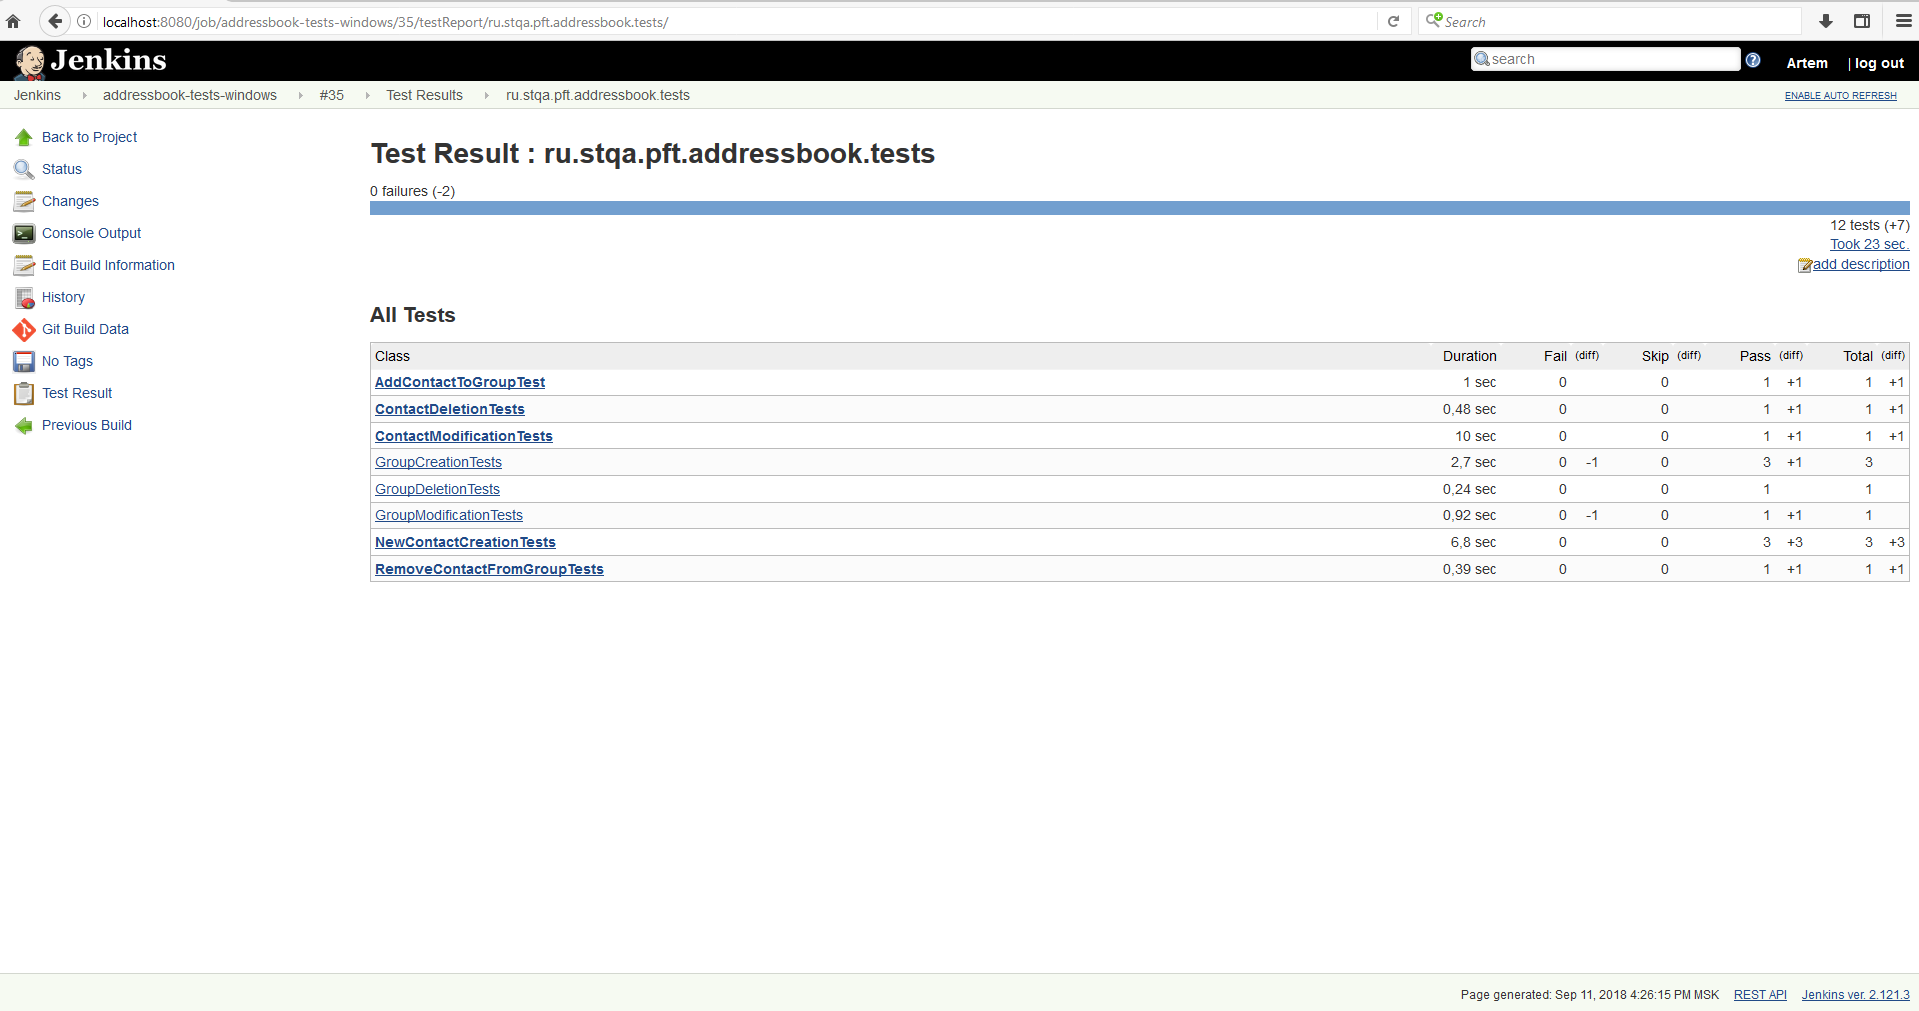 localhost:8080/job/addressbook-tests-windows/35/testReport/ru.stqa.pft.addressbook.tests/
Search
Jenkins
search
Artem | log out
Jenkins addressbook-tests-windows #35 Test Results ru.stqa.pft.addressbook.tests
ENABLE AUTO REFRESH
Back to Project
Status
Changes
Console Output
Edit Build Information
History
Git Build Data
No Tags
Test Result
Previous Build
Test Result : ru.stqa.pft.addressbook.tests
0 failures (-2)
12 tests (+7)
Took 23 sec.
add description
All Tests
Class Duration Fail (diff) Skip (diff) Pass (diff) Total (diff)
AddContactToGroupTest 1 sec 0 0 1 +1 1 +1
ContactDeletionTests 0,48 sec 0 0 1 +1 1 +1
ContactModificationTests 10 sec 0 0 1 +1 1 +1
GroupCreationTests 2,7 sec 0 -1 0 3 +1 3
GroupDeletionTests 0,24 sec 0 0 1 1
GroupModificationTests 0,92 sec 0 -1 0 1 +1 1
NewContactCreationTests 6,8 sec 0 0 3 +3 3 +3
RemoveContactFromGroupTests 0,39 sec 0 0 1 +1 1 +1
Page generated: Sep 11, 2018 4:26:15 PM MSK REST API Jenkins ver. 2.121.3